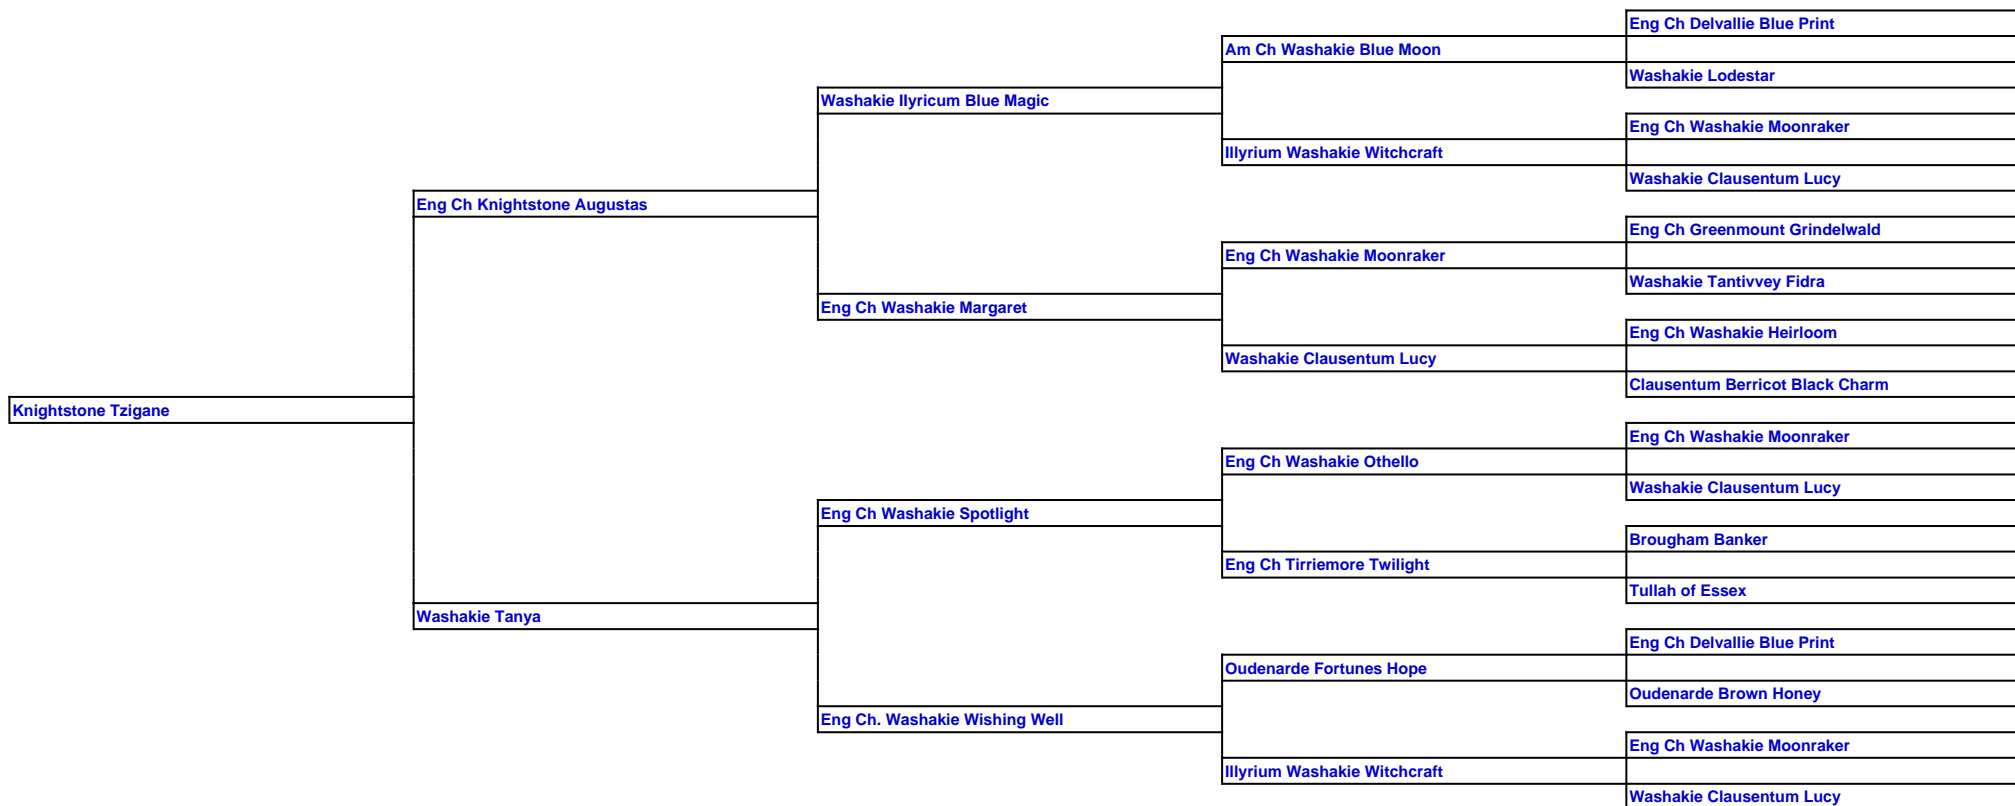 Eng Ch Delvallie Blue Print
Am Ch Washakie Blue Moon
Washakie Lodestar
Washakie Ilyricum Blue Magic
Eng Ch Washakie Moonraker
Illyrium Washakie Witchcraft
Washakie Clausentum Lucy
Eng Ch Knightstone Augustas
Eng Ch Greenmount Grindelwald
Eng Ch Washakie Moonraker
Washakie Tantivvey Fidra
Eng Ch Washakie Margaret
Eng Ch Washakie Heirloom
Washakie Clausentum Lucy
Clausentum Berricot Black Charm
Knightstone Tzigane
Eng Ch Washakie Moonraker
Eng Ch Washakie Othello
Washakie Clausentum Lucy
Eng Ch Washakie Spotlight
Brougham Banker
Eng Ch Tirriemore Twilight
Tullah of Essex
Washakie Tanya
Eng Ch Delvallie Blue Print
Oudenarde Fortunes Hope
Oudenarde Brown Honey
Eng Ch. Washakie Wishing Well
Eng Ch Washakie Moonraker
Illyrium Washakie Witchcraft
Washakie Clausentum Lucy